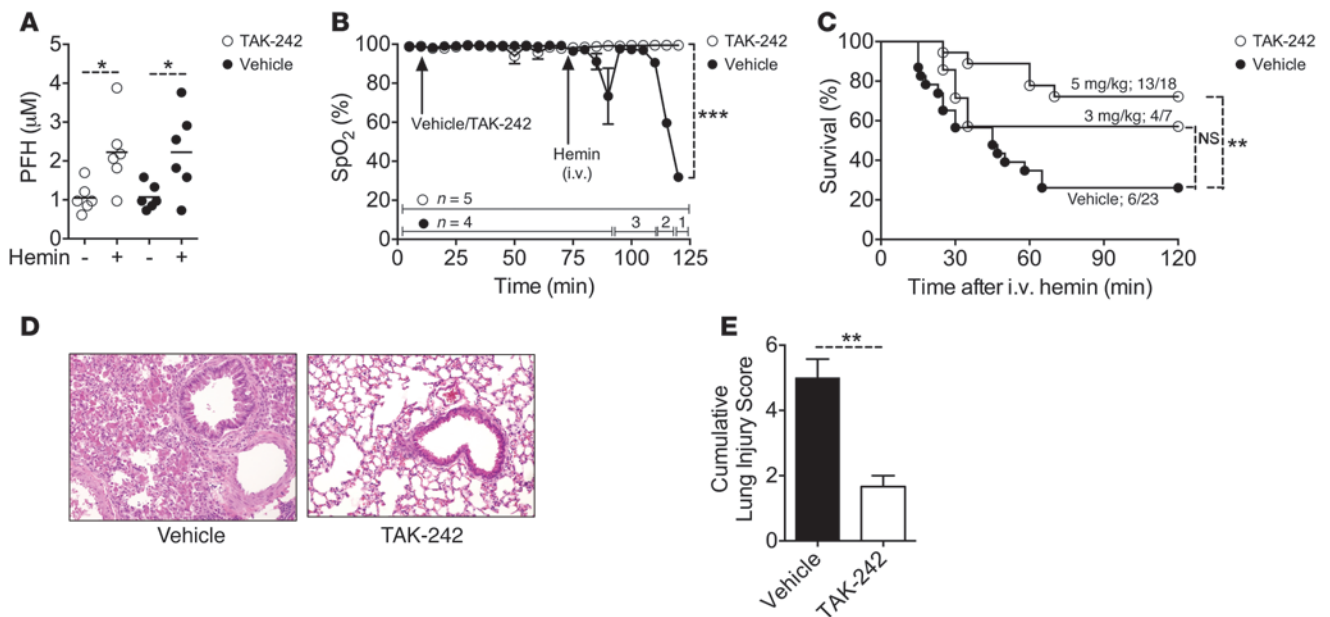 A
TAK-242
Vehicle
PFH (μM)
5
4
3
2
1
0
*
*
Hemin
- + - +
B
TAK-242
Vehicle
SpO2 (%)
100
80
60
40
20
0
Vehicle/TAK-242
Hemin
(i.v.)
***
n = 5
n = 4
3 2 1
0 25 50 75 100 125
Time (min)
C
TAK-242
Vehicle
Survival (%)
100
80
60
40
20
0
5 mg/kg; 13/18
3 mg/kg; 4/7
NS
**
Vehicle; 6/23
0 30 60 90 120
Time after i.v. hemin (min)
D
Vehicle
TAK-242
E
Cumulative
Lung Injury Score
6
4
2
0
**
Vehicle
TAK-242